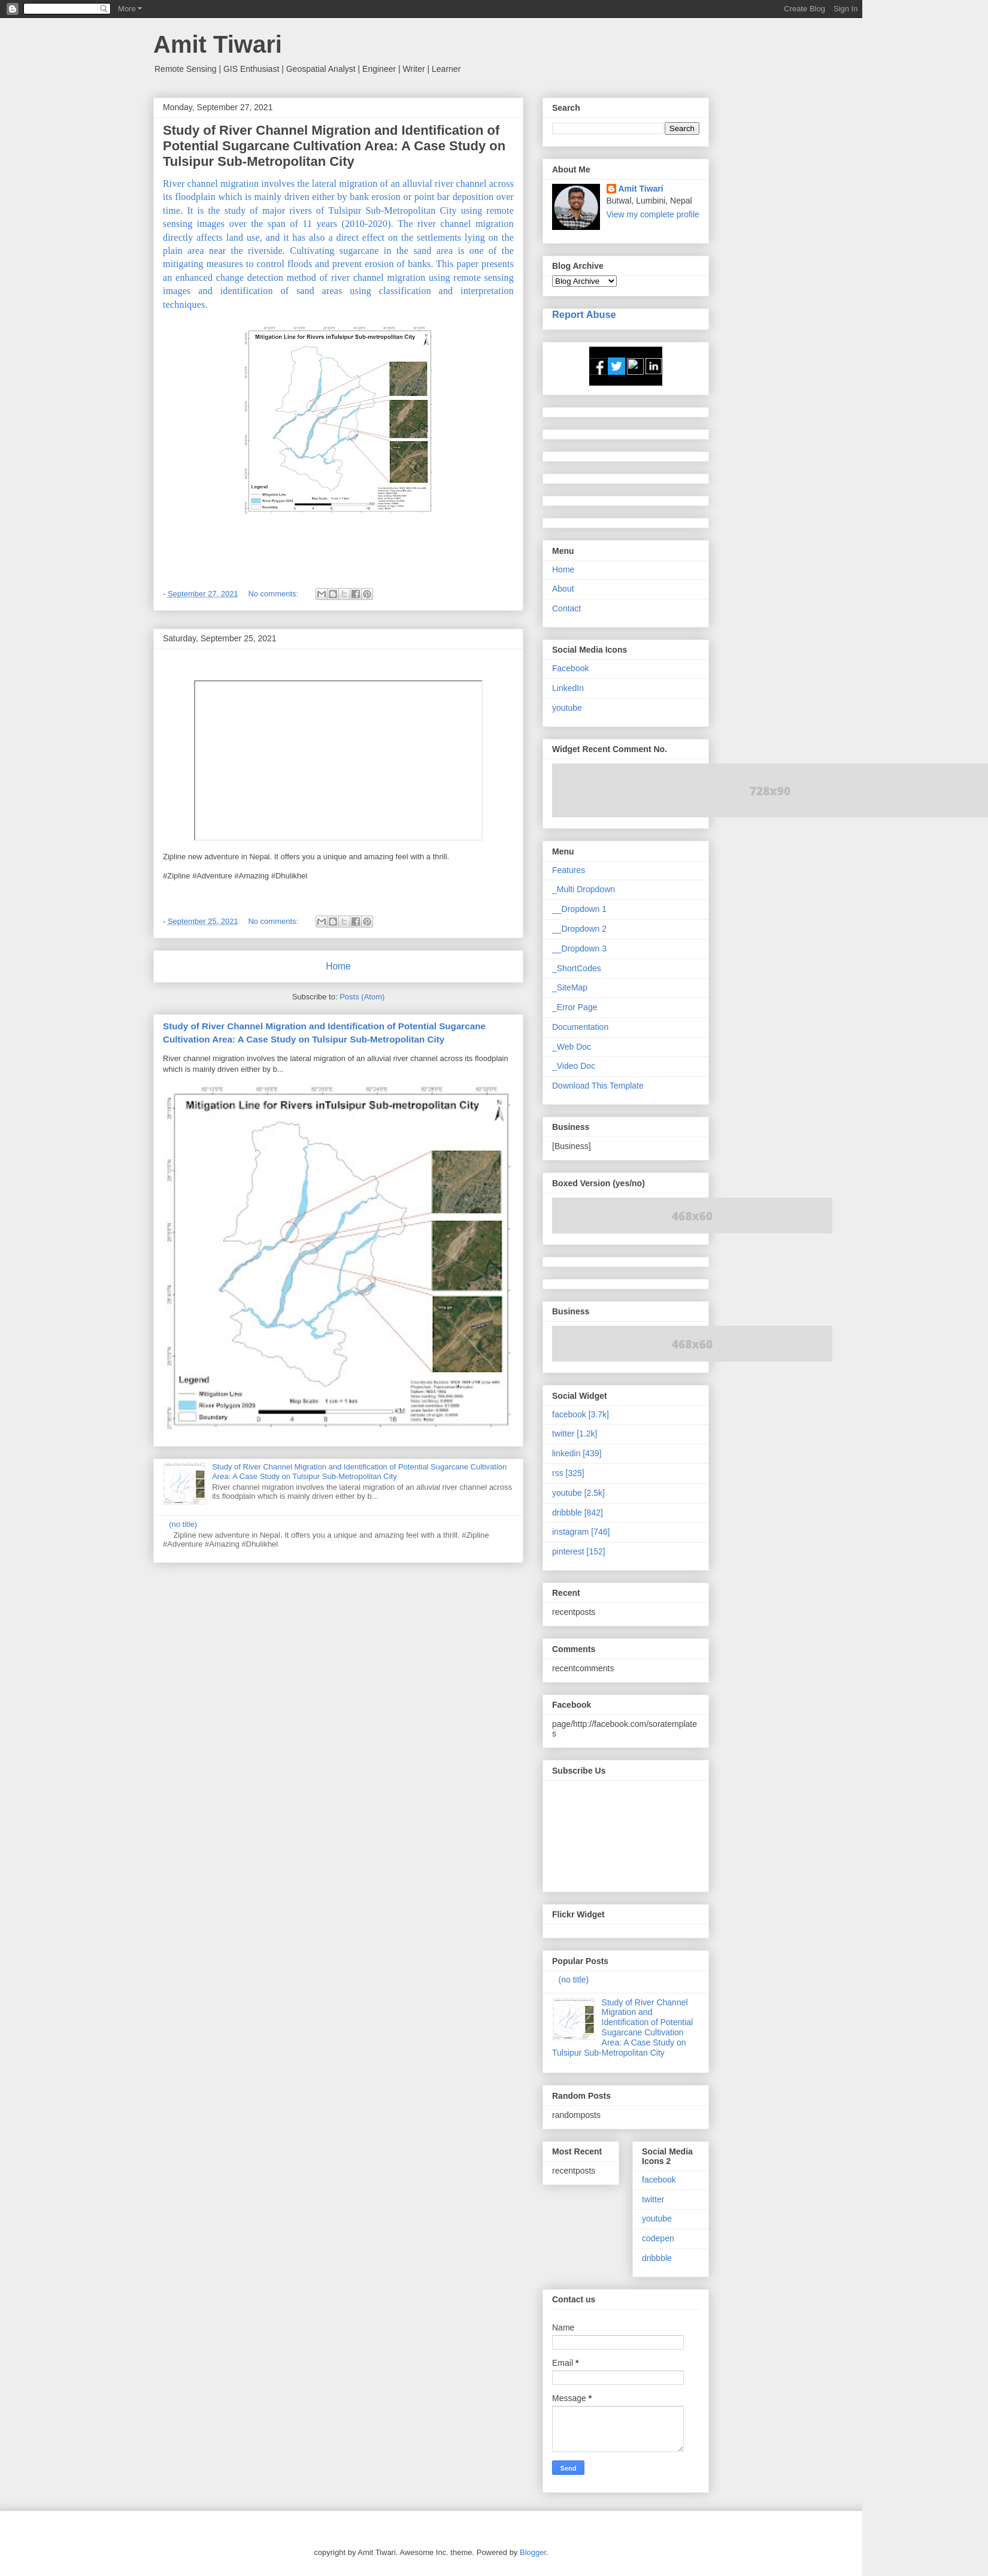 More
Create Blog Sign In
Amit Tiwari
Remote Sensing | GIS Enthusiast | Geospatial Analyst | Engineer | Writer | Learner
Monday, September 27, 2021
Study of River Channel Migration and Identification of
Potential Sugarcane Cultivation Area: A Case Study on
Tulsipur Sub-Metropolitan City
River channel migration involves the lateral migration of an alluvial river channel across
its floodplain which is mainly driven either by bank erosion or point bar deposition over
time. It is the study of major rivers of Tulsipur Sub-Metropolitan City using remote
sensing images over the span of 11 years (2010-2020). The river channel migration
directly affects land use, and it has also a direct effect on the settlements lying on the
plain area near the riverside. Cultivating sugarcane in the sand area is one of the
mitigating measures to control floods and prevent erosion of banks. This paper presents
an enhanced change detection method of river channel migration using remote sensing
images and identification of sand areas using classification and interpretation
techniques.
Mitigation Line for Rivers inTulsipur Sub-metropolitan City
N
Legend
Mitigation Line
River Polygon 2020
Boundary
Map Scale: 1 cm = 1 km
- September 27, 2021 No comments:
Saturday, September 25, 2021
Zipline new adventure in Nepal. It offers you a unique and amazing feel with a thrill.
#Zipline #Adventure #Amazing #Dhulikhel
- September 25, 2021 No comments:
Home
Subscribe to: Posts (Atom)
Study of River Channel Migration and Identification of Potential Sugarcane
Cultivation Area: A Case Study on Tulsipur Sub-Metropolitan City
River channel migration involves the lateral migration of an alluvial river channel across its floodplain
which is mainly driven either by b...
Mitigation Line for Rivers inTulsipur Sub-metropolitan City
N
Legend
Mitigation Line
River Polygon 2020
Boundary
Map Scale: 1 cm = 1 km
0 4 8 16 KM
Study of River Channel Migration and Identification of Potential Sugarcane Cultivation
Area: A Case Study on Tulsipur Sub-Metropolitan City
River channel migration involves the lateral migration of an alluvial river channel across
its floodplain which is mainly driven either by b...
(no title)
Zipline new adventure in Nepal. It offers you a unique and amazing feel with a thrill. #Zipline
#Adventure #Amazing #Dhulikhel
Search
Search
About Me
Amit Tiwari
Butwal, Lumbini, Nepal
View my complete profile
Blog Archive
Blog Archive
Report Abuse
Menu
Home
About
Contact
Social Media Icons
Facebook
LinkedIn
youtube
Widget Recent Comment No.
728x90
Menu
Features
_Multi Dropdown
__Dropdown 1
__Dropdown 2
__Dropdown 3
_ShortCodes
_SiteMap
_Error Page
Documentation
_Web Doc
_Video Doc
Download This Template
Business
[Business]
Boxed Version (yes/no)
468x60
Business
468x60
Social Widget
facebook [3.7k]
twitter [1.2k]
linkedin [439]
rss [325]
youtube [2.5k]
dribbble [842]
instagram [746]
pinterest [152]
Recent
recentposts
Comments
recentcomments
Facebook
page/http://facebook.com/soratemplate
s
Subscribe Us
Flickr Widget
Popular Posts
(no title)
Study of River Channel
Migration and
Identification of Potential
Sugarcane Cultivation
Area: A Case Study on
Tulsipur Sub-Metropolitan City
Random Posts
randomposts
Most Recent
recentposts
Social Media
Icons 2
facebook
twitter
youtube
codepen
dribbble
Contact us
Name
Email *
Message *
Send
copyright by Amit Tiwari. Awesome Inc. theme. Powered by Blogger.